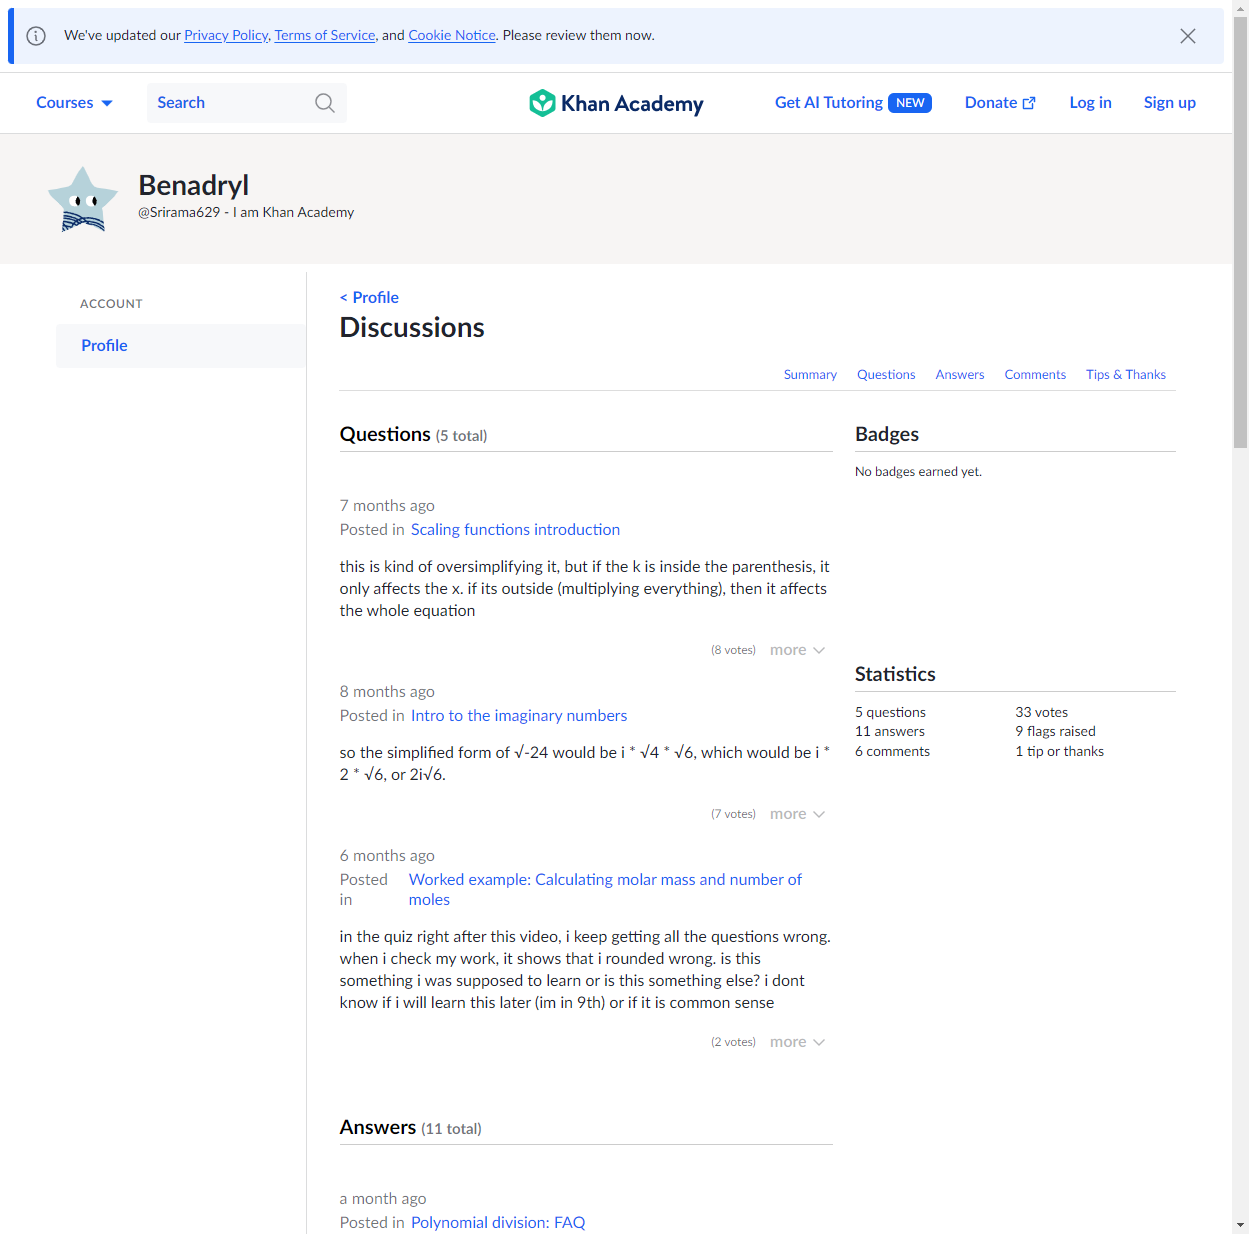 We've updated our Privacy Policy, Terms of Service, and Cookie Notice. Please review them now.
Courses
Search
Khan Academy
Get AI Tutoring NEW
Donate
Log in
Sign up
Benadryl
@Srirama629 - I am Khan Academy
ACCOUNT
Profile
< Profile
Discussions
Summary
Questions
Answers
Comments
Tips & Thanks
Questions (5 total)
7 months ago
Posted in Scaling functions introduction
this is kind of oversimplifying it, but if the k is inside the parenthesis, it
only affects the x. if its outside (multiplying everything), then it affects
the whole equation
(8 votes) more
8 months ago
Posted in Intro to the imaginary numbers
so the simplified form of √-24 would be i * √4 * √6, which would be i *
2 * √6, or 2i√6.
(7 votes) more
6 months ago
Posted in
Worked example: Calculating molar mass and number of
moles
in the quiz right after this video, i keep getting all the questions wrong.
when i check my work, it shows that i rounded wrong. is this
something i was supposed to learn or is this something else? i dont
know if i will learn this later (im in 9th) or if it is common sense
(2 votes) more
Answers (11 total)
a month ago
Posted in Polynomial division: FAQ
Badges
No badges earned yet.
Statistics
5 questions
11 answers
6 comments
33 votes
9 flags raised
1 tip or thanks